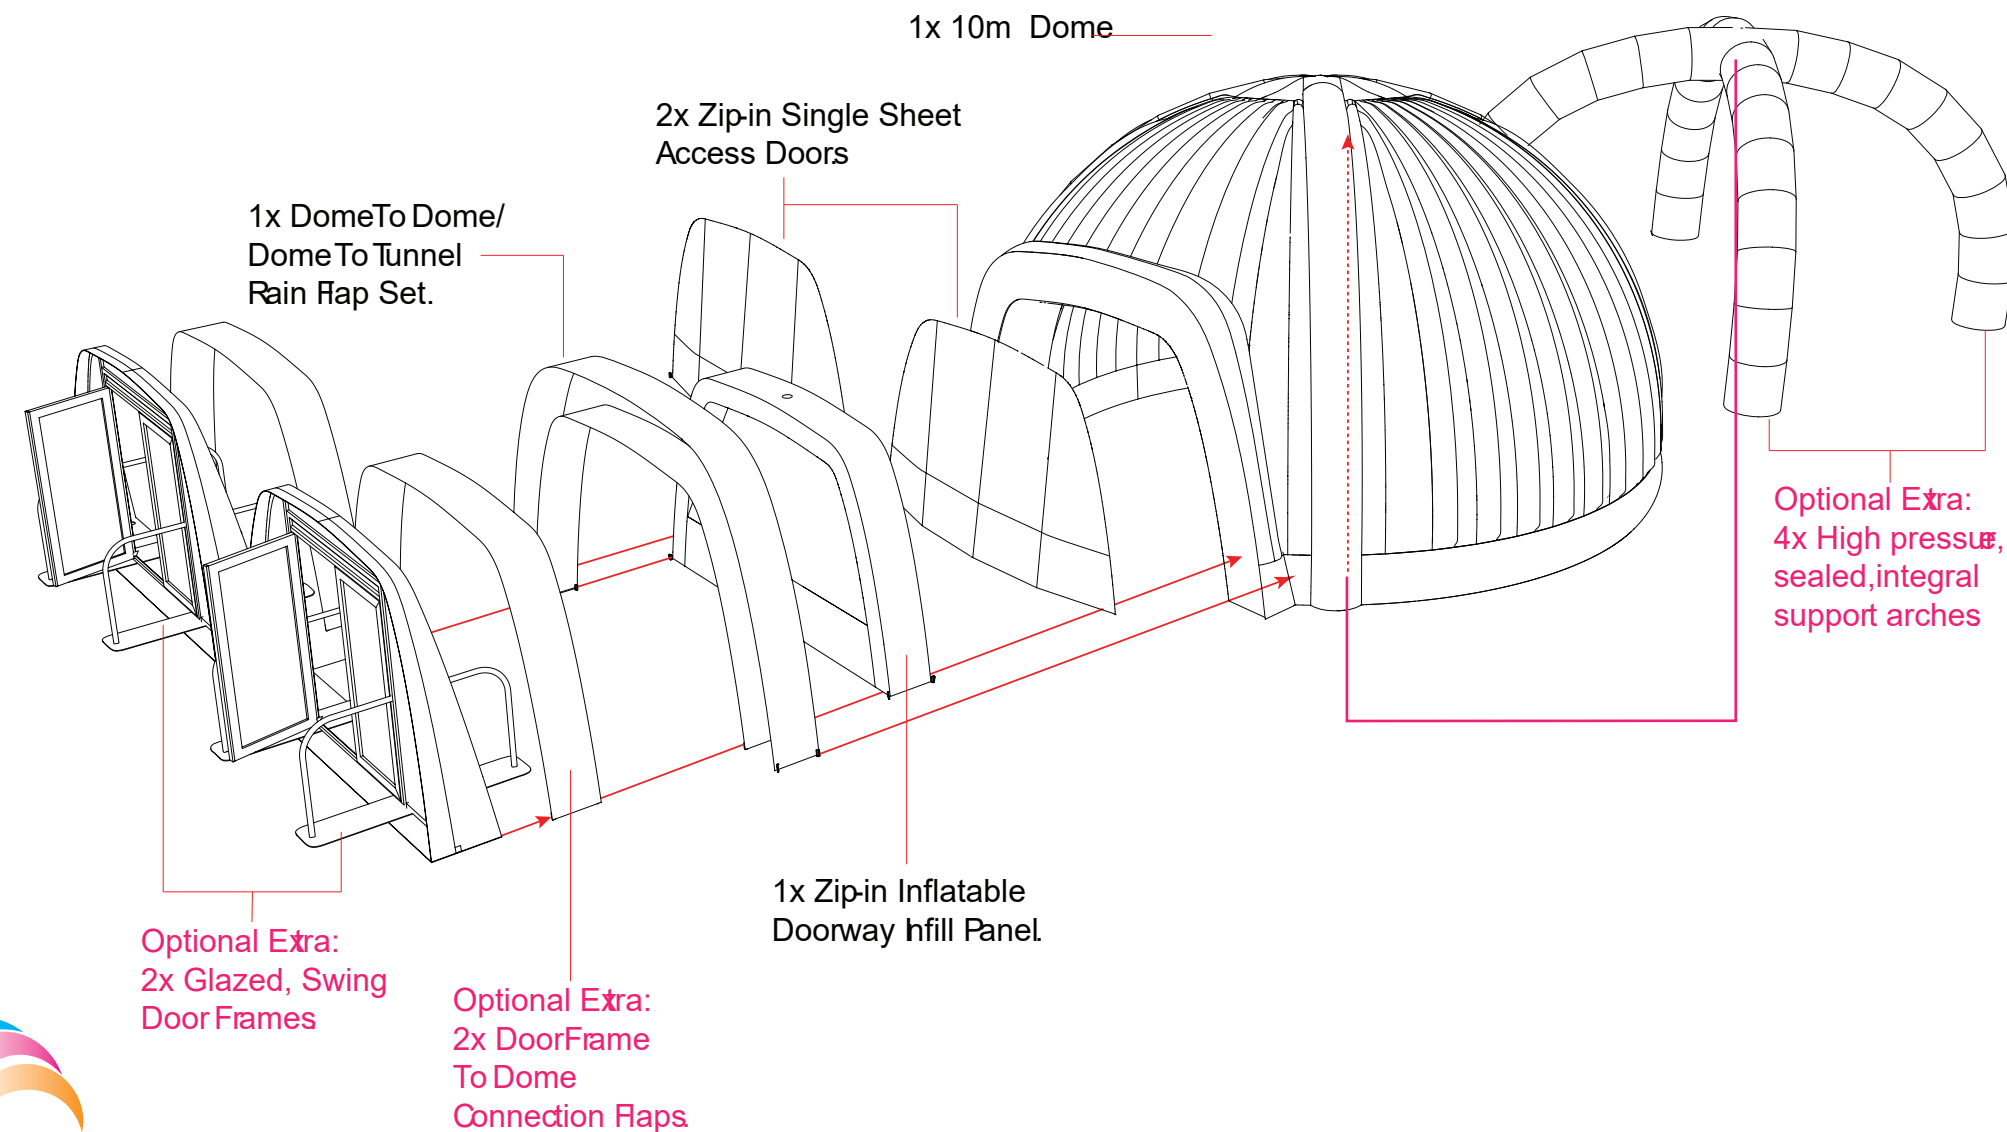 1x 10m Dome
2x Zip-in Single Sheet
Access Doors
1x Dome To Dome/
Dome To Tunnel
Rain Flap Set.
Optional Extra:
4x High pressure,
sealed,integral
support arches
1x Zip-in Inflatable
Doorway Infill Panel.
Optional Extra:
2x Glazed, Swing
Door Frames
Optional Extra:
2x Door Frame
To Dome
Connection Flaps.